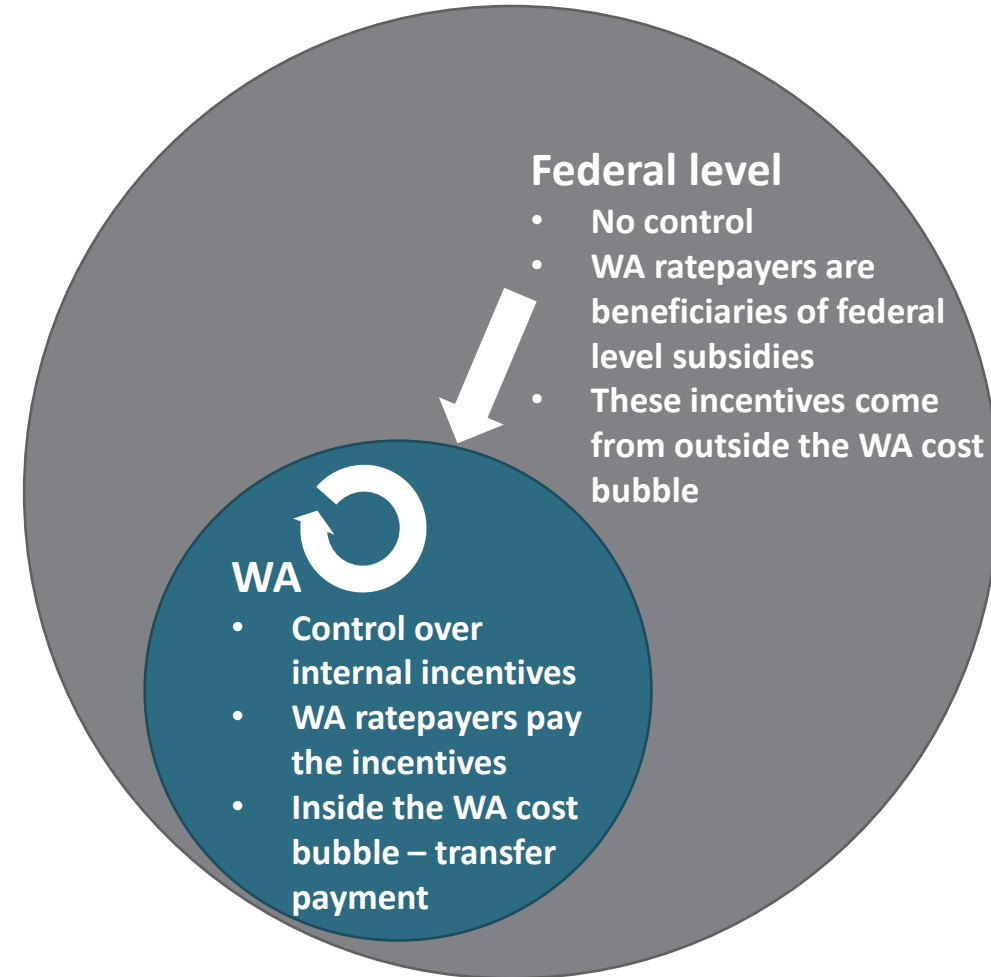 Federal level
• No control
• WA ratepayers are
beneficiaries of federal
level subsidies
• These incentives come
from outside the WA cost
bubble
WA
• Control over
internal incentives
• WA ratepayers pay
the incentives
• Inside the WA cost
bubble – transfer
payment